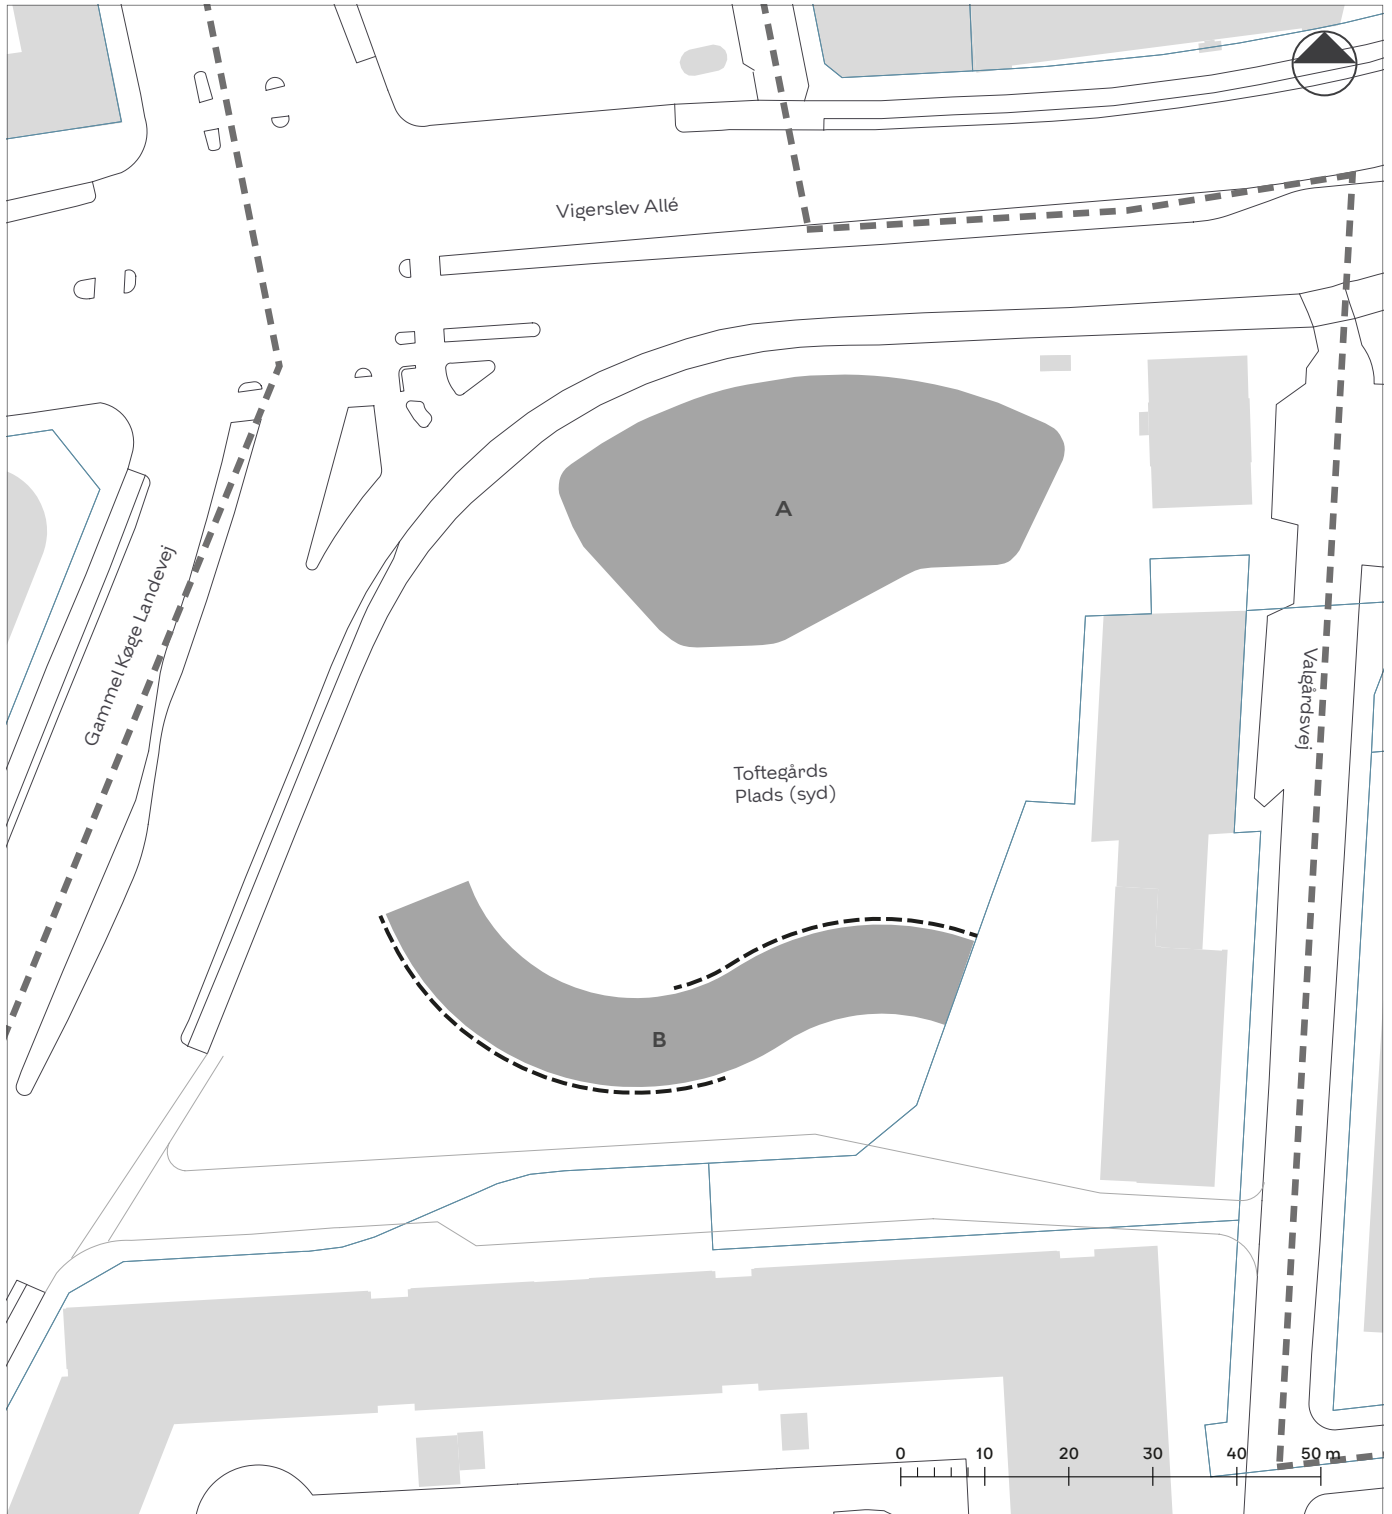 Vigerslev Allé
A
Gammel Køge Landevej
Valgårdsvej
Toftegårds
Plads (syd)
B
0 10 20 30 40 50 m